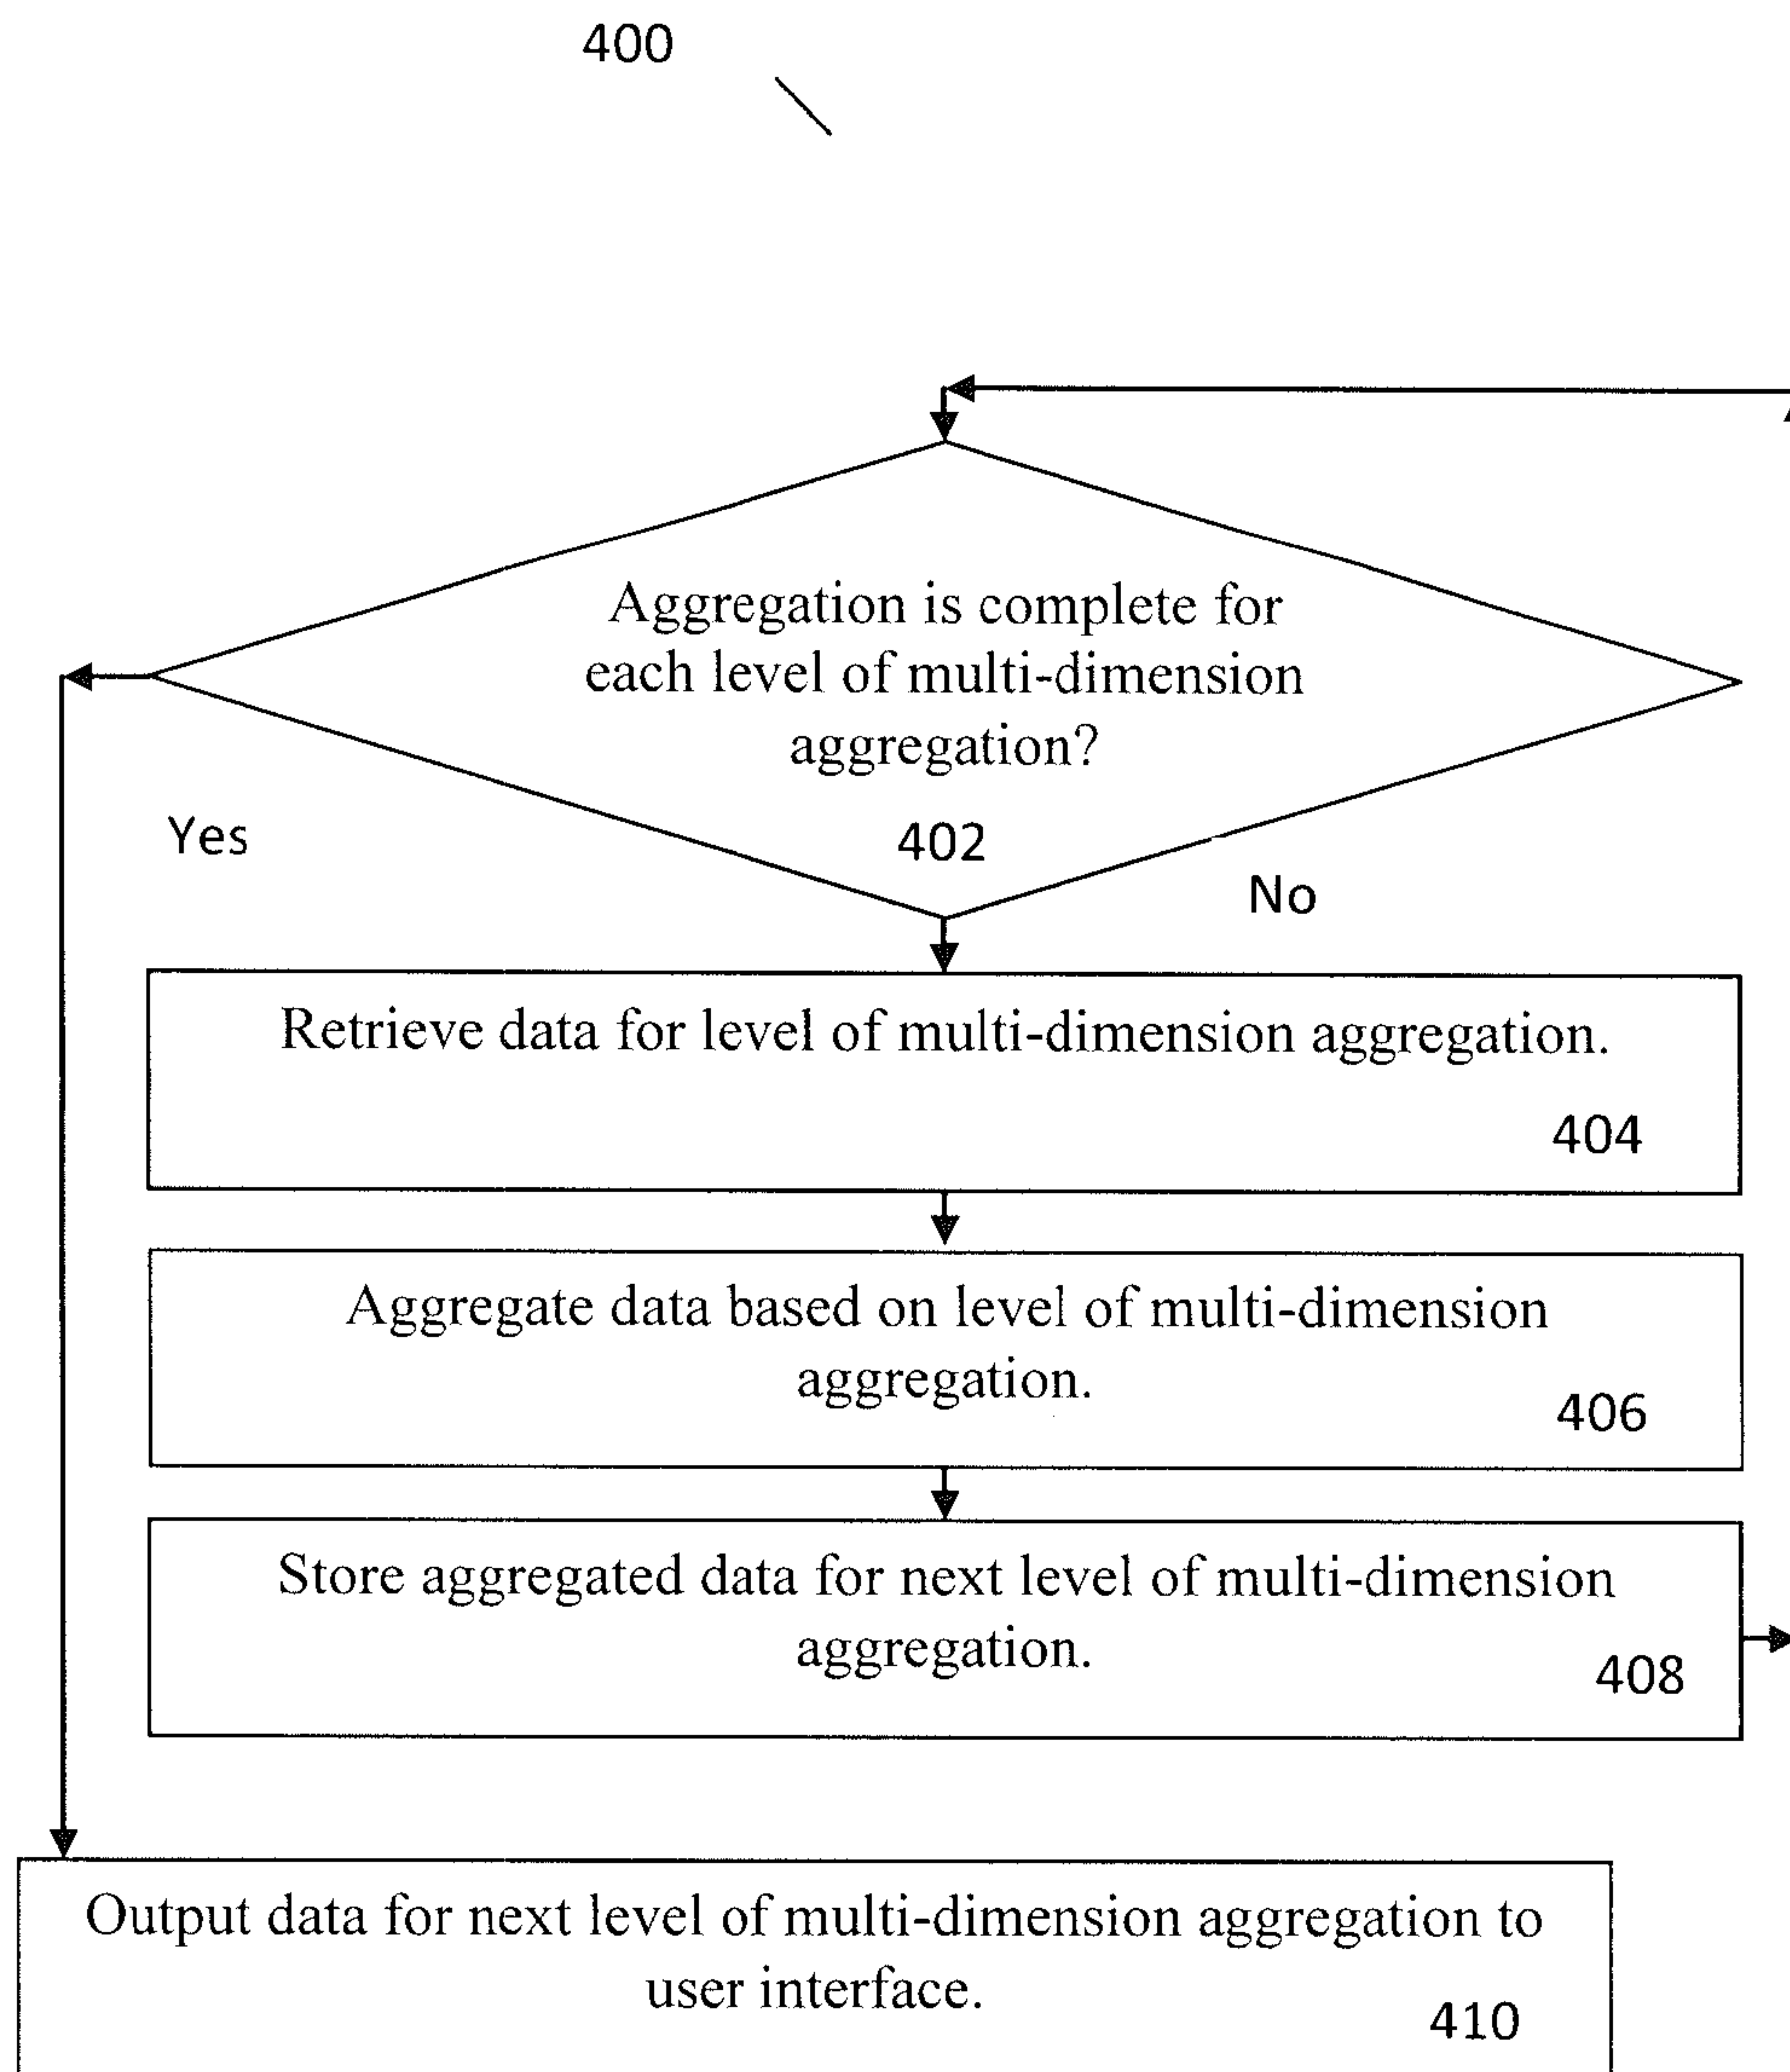 400
Aggregation is complete for
each level of multi-dimension
aggregation?
402
Yes
No
Retrieve data for level of multi-dimension aggregation.
404
Aggregate data based on level of multi-dimension
aggregation.
406
Store aggregated data for next level of multi-dimension
aggregation.
408
Output data for next level of multi-dimension aggregation to
user interface.
410